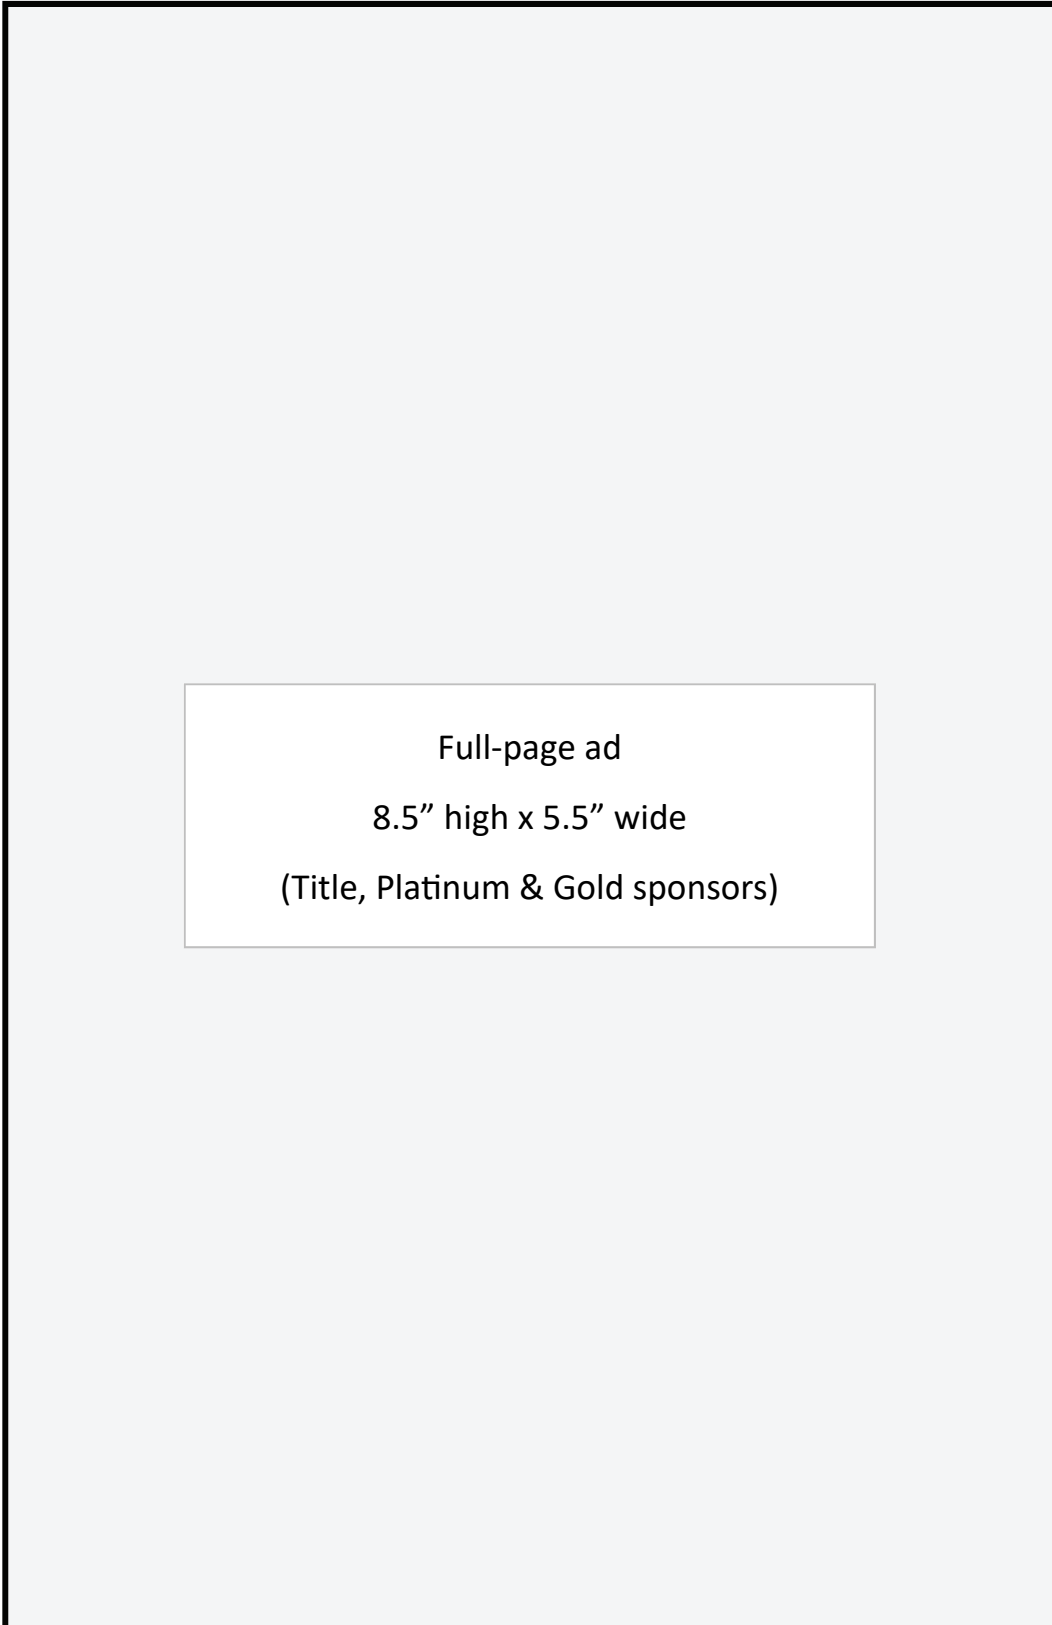 Full-page ad
8.5” high x 5.5” wide
(Title, Platinum & Gold sponsors)